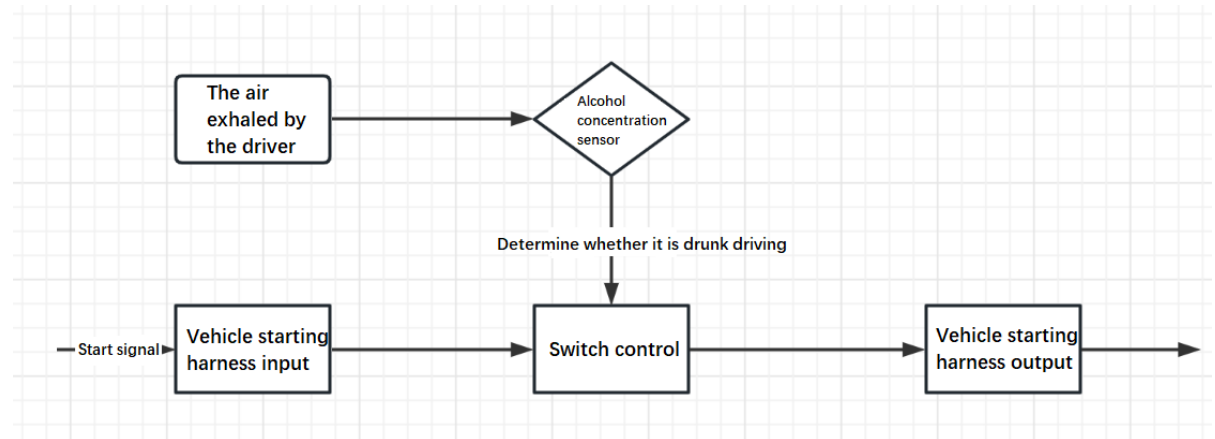 The air
exhaled by
the driver
Alcohol
concentration
sensor
Determine whether it is drunk driving
Start signal
Vehicle starting
harness input
Switch control
Vehicle starting
harness output